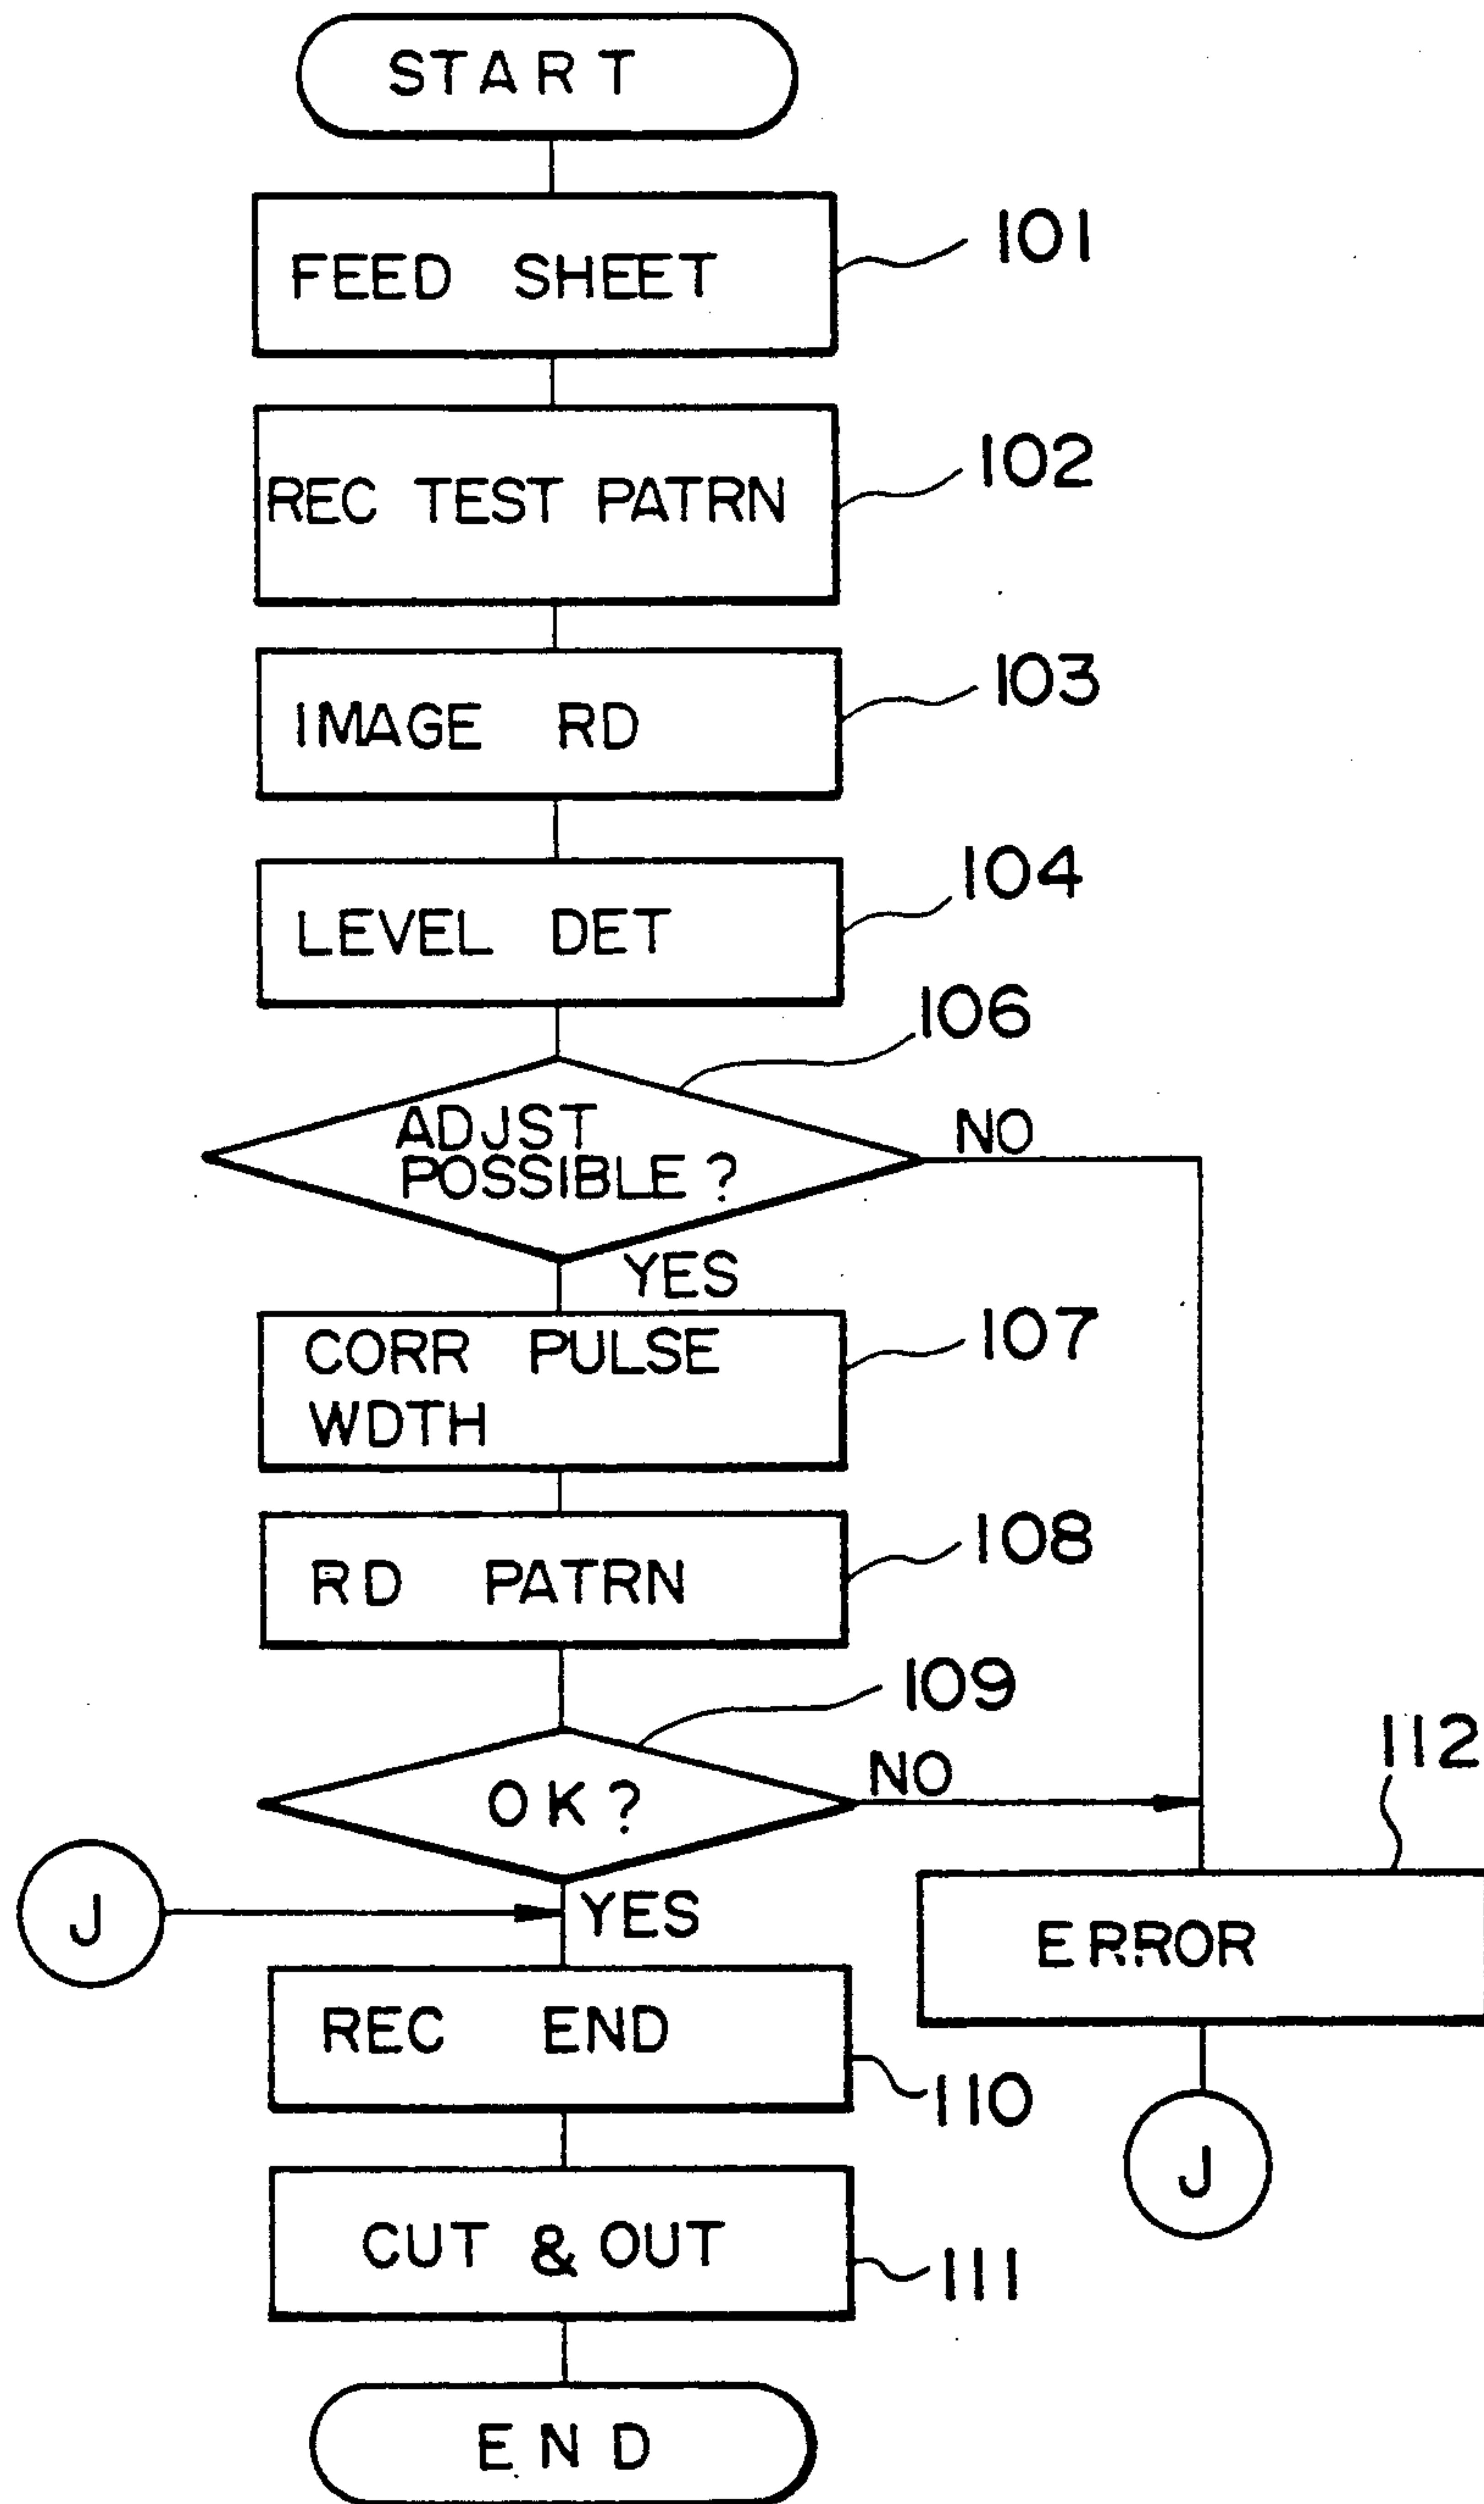 START
FEED SHEET
101
REC TEST PATRN
102
IMAGE RD
103
LEVEL DET
104
106
ADJST
POSSIBLE?
NO
YES
CORR PULSE
WDTH
107
RD PATRN
108
109
OK?
NO
112
J
YES
ERROR
REC END
110
J
CUT & OUT
111
END